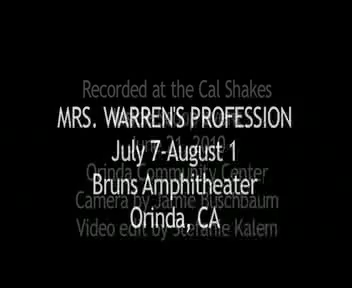 Recorded at the Cal Shakes
MRS. WARREN'S PROFESSION
July 7-August 1
Orinda Community Center
Bruns Amphitheater
Camera by Jamie Buschbaum
Orinda, CA
Video edit by Stefanie Kalem